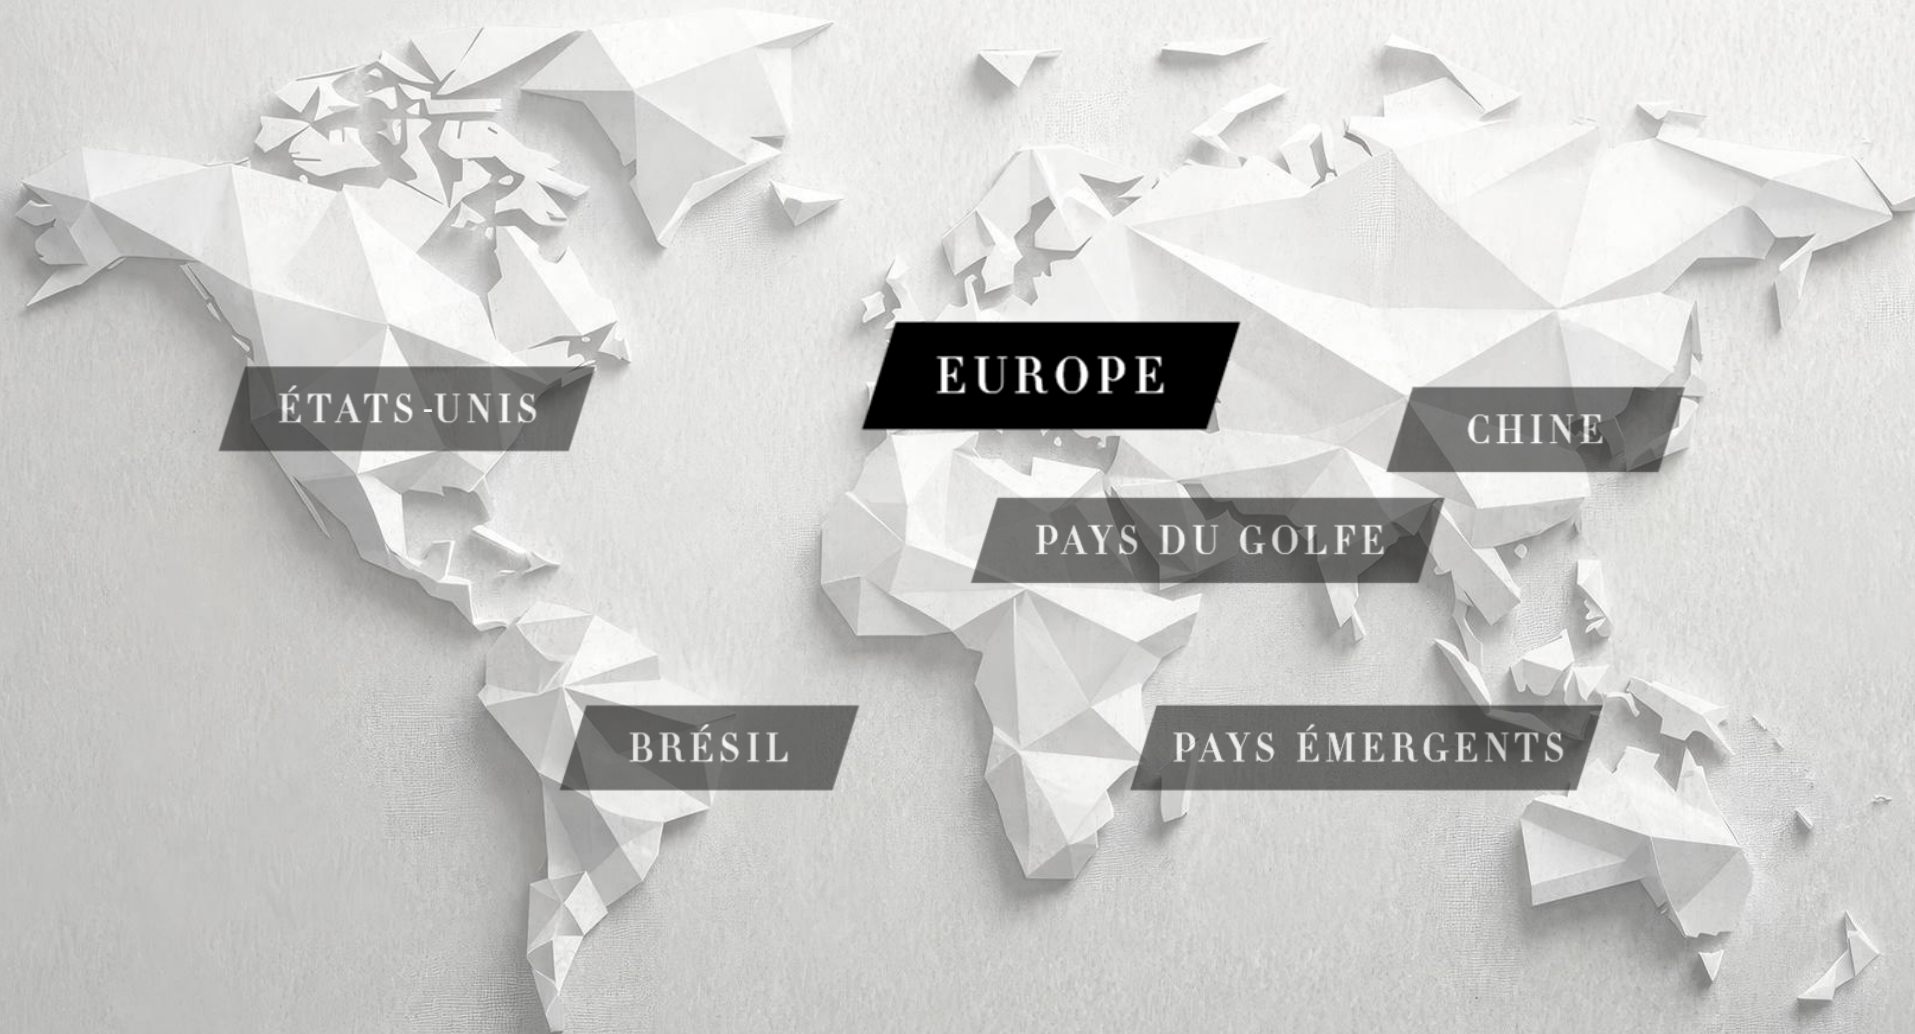 EUROPE
ÉTATS-UNIS
CHINE
PAYS DU GOLFE
BRÉSIL
PAYS ÉMERGENTS